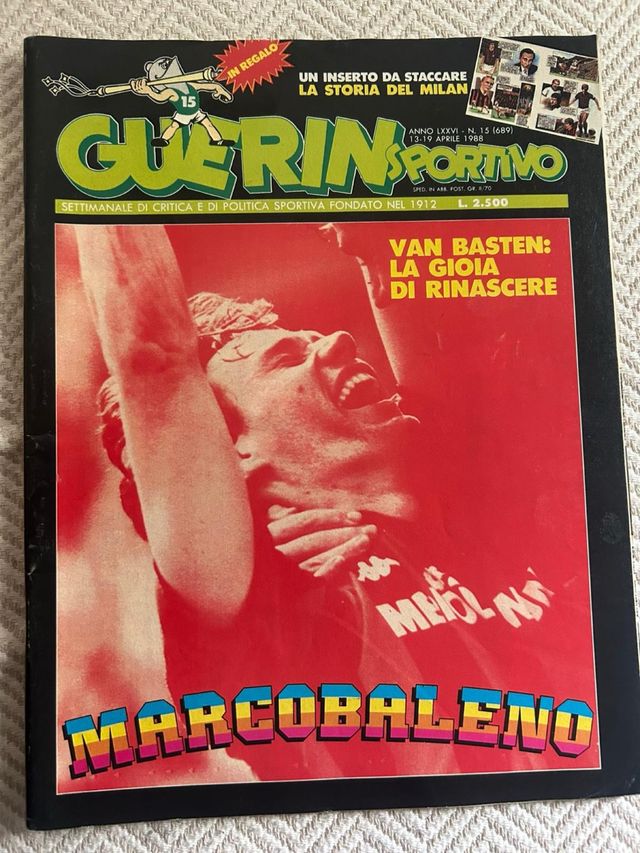 IN REGALO
UN INSERTO DA STACCARE
LA STORIA DEL MILAN
15
ANNO LXXVI - N. 15 (689)
13-19 APRILE 1988
GUERIN SPORTIVO
SPED. IN ABB. POST. GR. II/70
SETTIMANALE DI CRITICA E DI POLITICA SPORTIVA FONDATO NEL 1912 L. 2.500
VAN BASTEN:
LA GIOIA
DI RINASCERE
MARCOBALENO